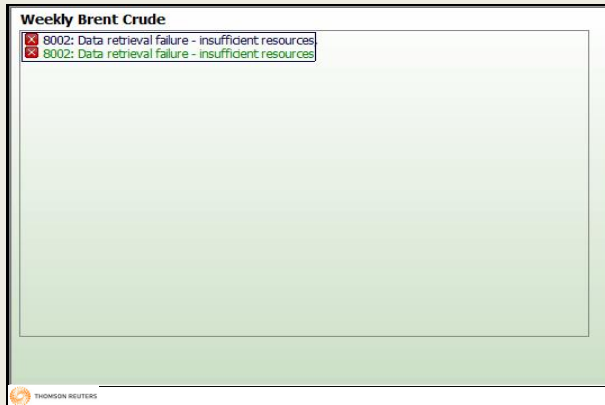 Weekly Brent Crude
8002: Data retrieval failure - insufficient resources.
8002: Data retrieval failure - insufficient resources
THOMSON REUTERS